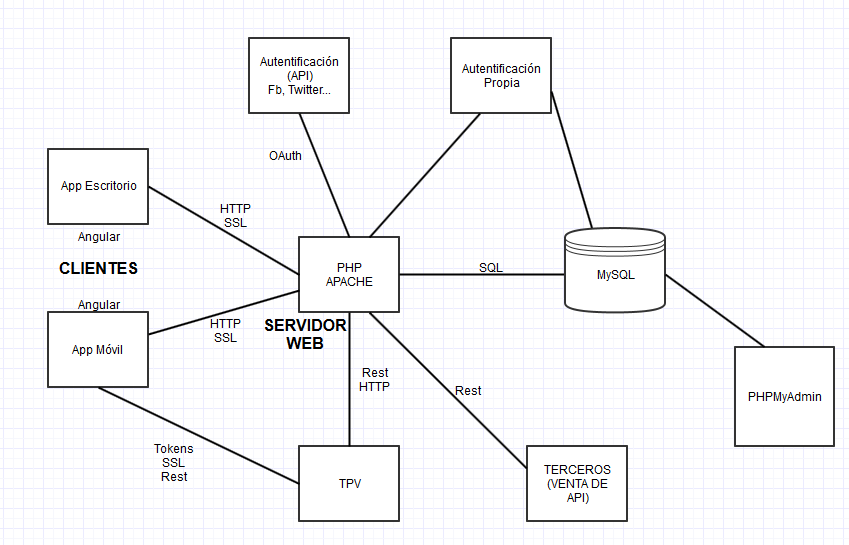 Autentificación
(API)
Fb, Twitter...
Autentificación
Propia
OAuth
App Escritorio
HTTP
SSL
Angular
CLIENTES
PHP
APACHE
SQL
MySQL
Angular
App Móvil
HTTP
SSL
SERVIDOR
WEB
Rest
HTTP
Rest
PHPMyAdmin
Tokens
SSL
Rest
TPV
TERCEROS
(VENTA DE
API)